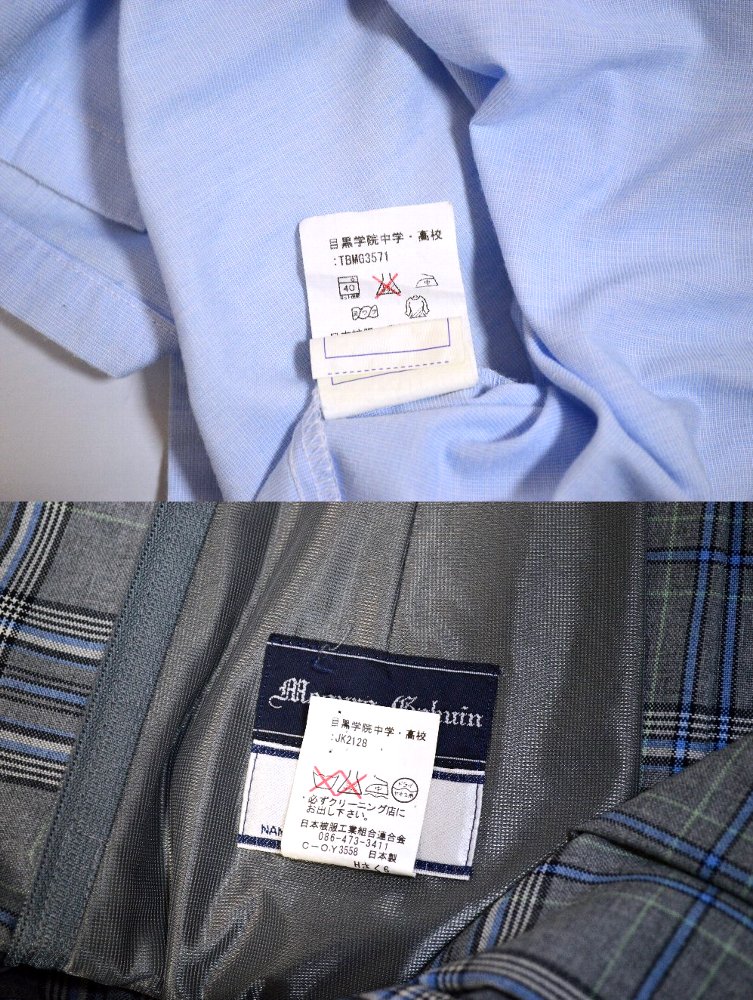 目黒学院中学・高校
:TBMG3571
40
目黒学院中学・高校
:JK2128
*必ずクリーニング店に
お出し下さい。
日本被服工業組合連合会
086-473-3411
C-O.Y3558 日本製